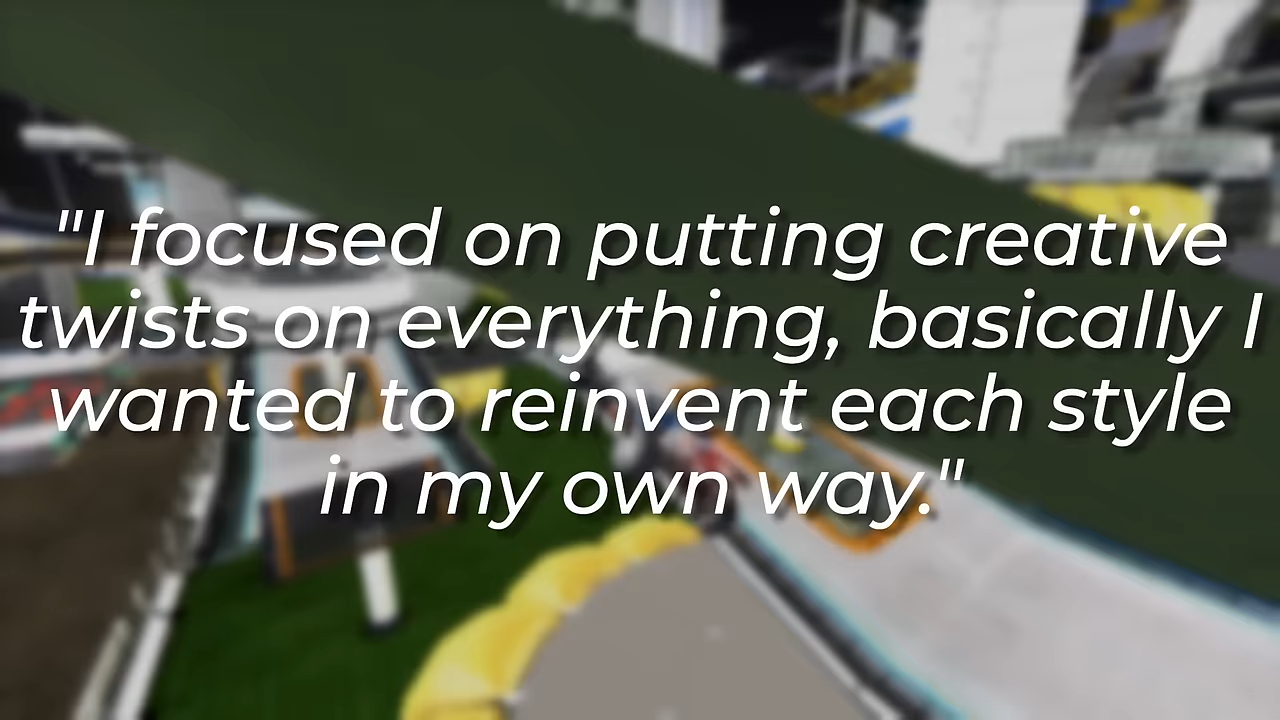 "I focused on putting creative
twists on everything, basically I
wanted to reinvent each style
in my own way."